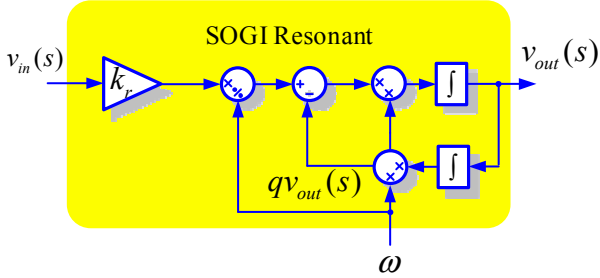 SOGI Resonant
v_in(s)
k_r
v_out(s)
×
÷
+
-
×
×
∫
∫
×
×
qv_out(s)
ω